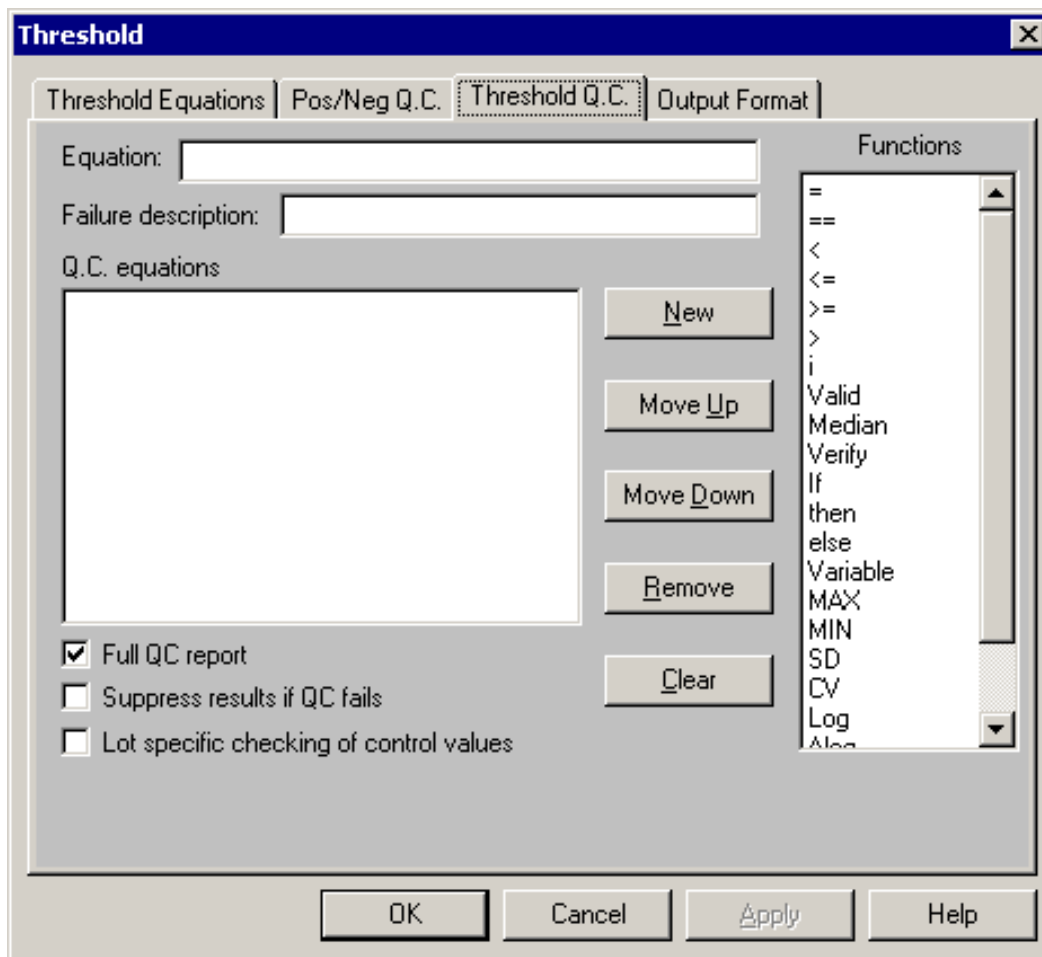 Threshold
Threshold Equations
Pos/Neg Q.C.
Threshold Q.C.
Output Format
Equation:
Failure description:
Q.C. equations
New
Move Up
Move Down
Remove
Clear
Full QC report
Suppress results if QC fails
Lot specific checking of control values
Functions
=
==
<
<=
>=
>
i
Valid
Median
Verify
If
then
else
Variable
MAX
MIN
SD
CV
Log
OK
Cancel
Apply
Help